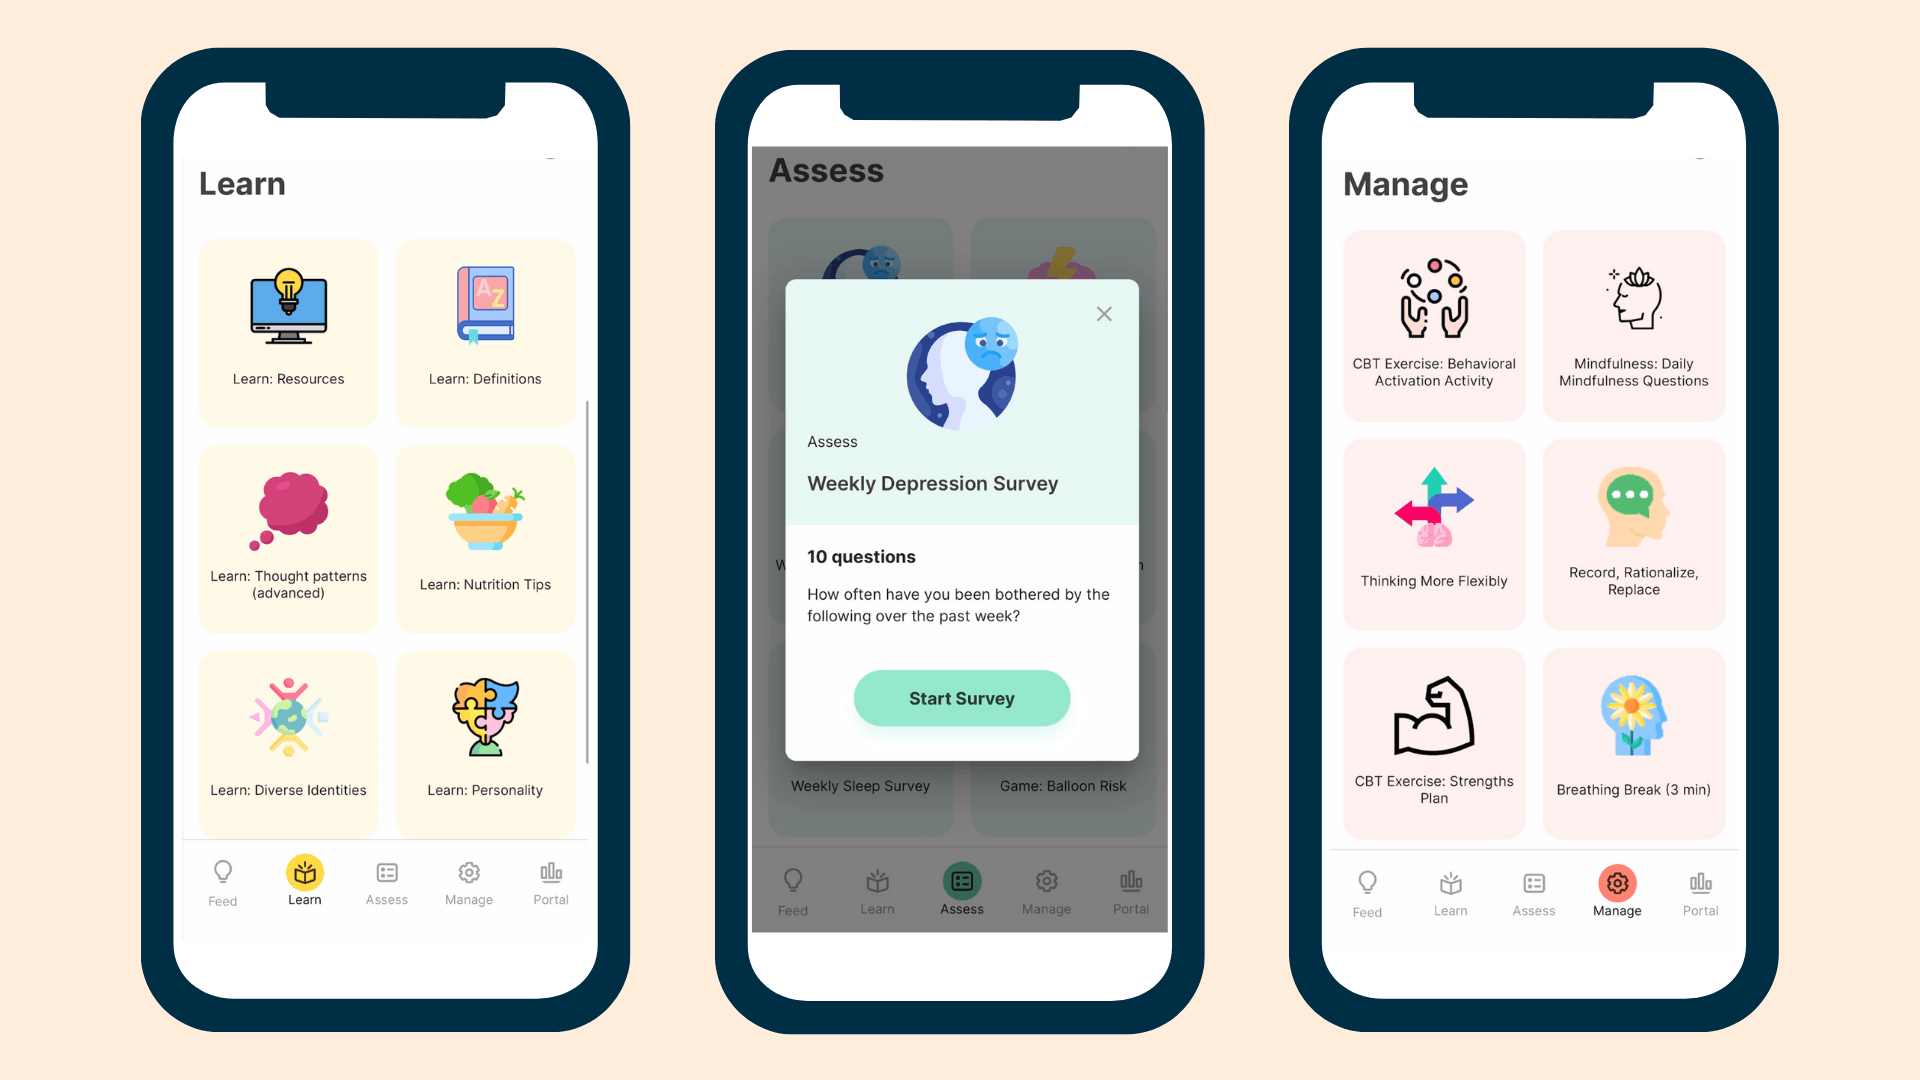 Learn
AZ
Learn: Resources
Learn: Definitions
Learn: Thought patterns
(advanced)
Learn: Nutrition Tips
Learn: Diverse Identities
Learn: Personality
Feed
Learn
Assess
Manage
Portal
Assess
Assess
Weekly Depression Survey
10 questions
How often have you been bothered by the
following over the past week?
Start Survey
Weekly Sleep Survey
Game: Balloon Risk
Feed
Learn
Assess
Manage
Portal
Manage
CBT Exercise: Behavioral
Activation Activity
Mindfulness: Daily
Mindfulness Questions
Thinking More Flexibly
Record, Rationalize,
Replace
CBT Exercise: Strengths
Plan
Breathing Break (3 min)
Feed
Learn
Assess
Manage
Portal